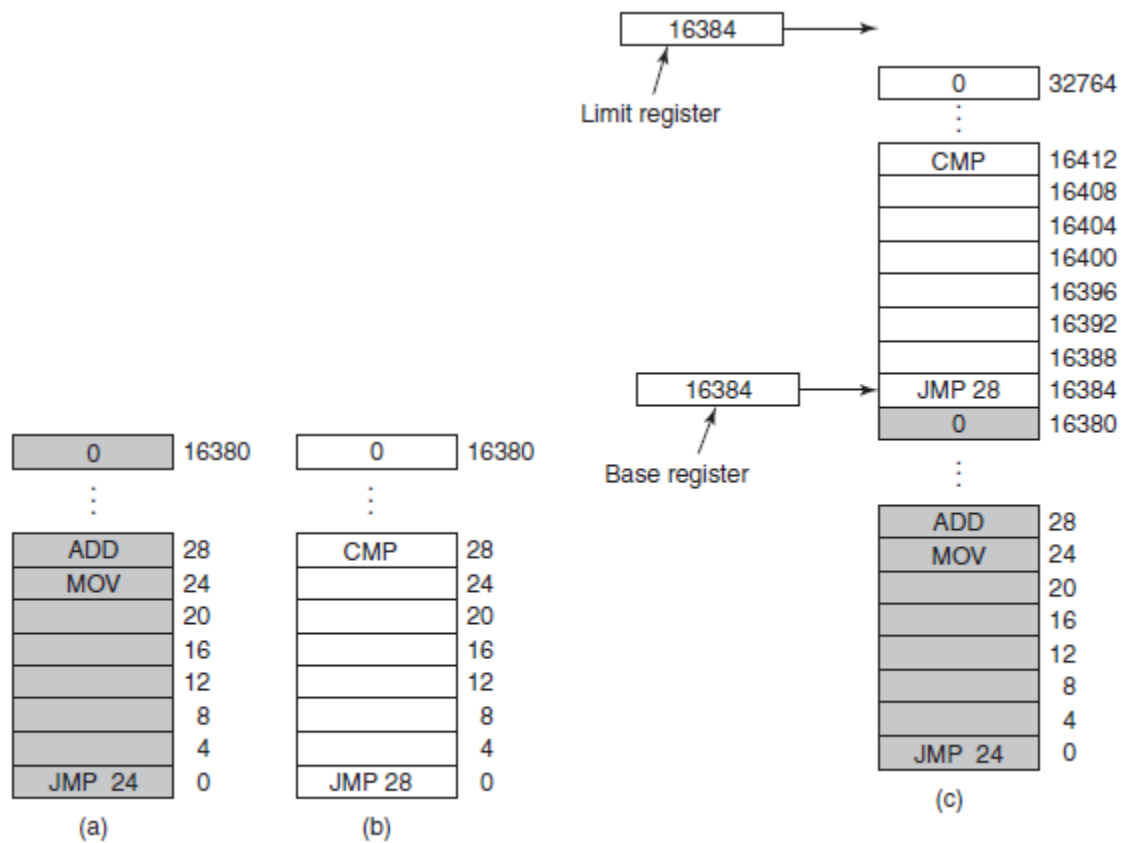 16384
Limit register
0 32764
CMP 16412
16408
16404
16400
16396
16392
16388
16384 JMP 28 16384
0 16380
Base register
0 16380 0 16380
ADD 28
MOV 24
20
16
12
8
4
JMP 24 0
(a)
CMP 28
24
20
16
12
8
4
JMP 28 0
(b)
ADD 28
MOV 24
20
16
12
8
4
JMP 24 0
(c)